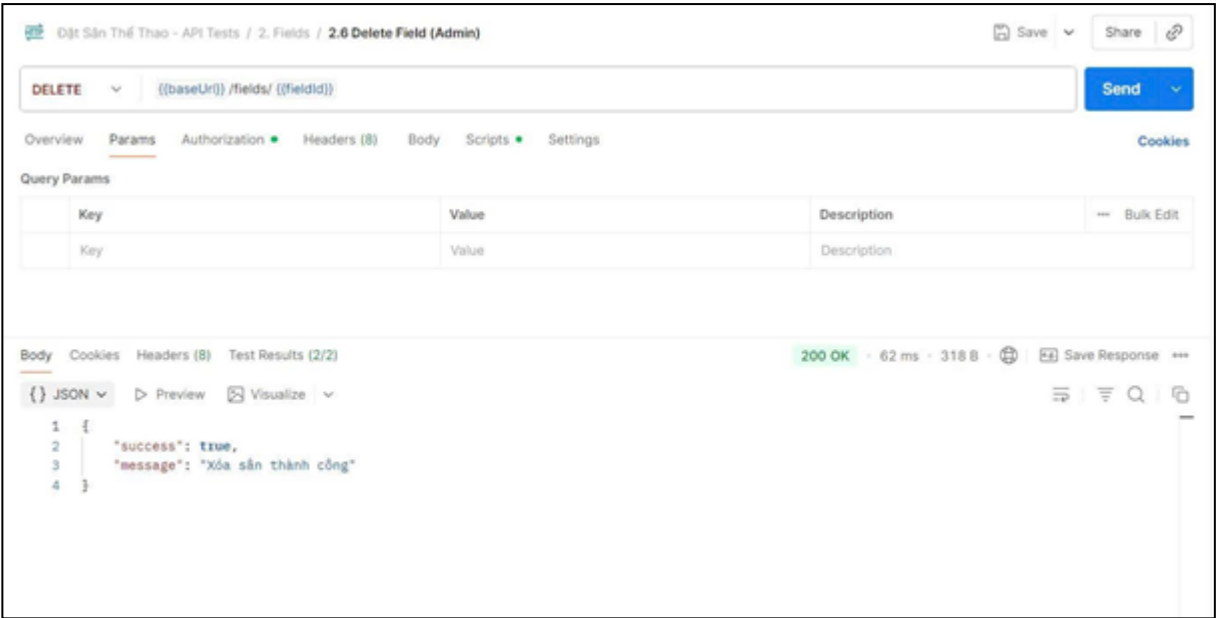 Đặt Sân Thể Thao - API Tests / 2. Fields / 2.6 Delete Field (Admin) Save Share
DELETE {{baseUrl}} /fields/ {{fieldId}} Send
Overview Params Authorization Headers (8) Body Scripts Settings Cookies
Query Params
Key Value Description ••• Bulk Edit
Key Value Description
Body Cookies Headers (8) Test Results (2/2) 200 OK · 62 ms · 318 B · Save Response •••
{} JSON Preview Visualize
1 {
2 "success": true,
3 "message": "Xóa sân thành công"
4 }